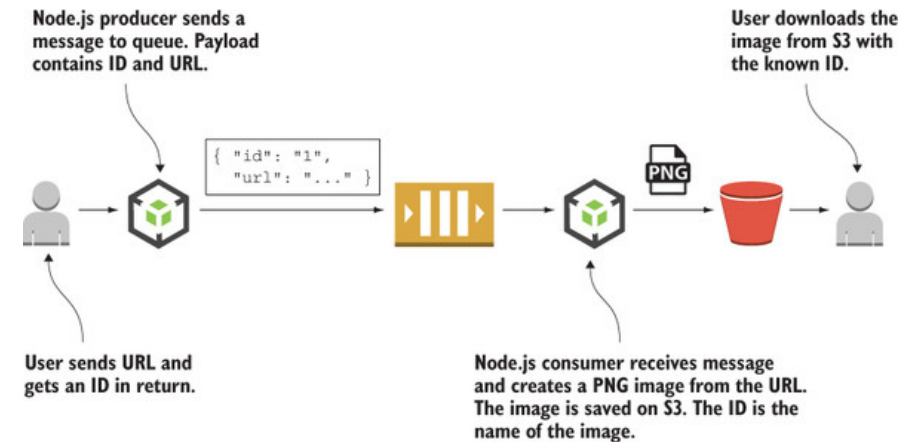 Node.js producer sends a
message to queue. Payload
contains ID and URL.
User downloads the
image from S3 with
the known ID.
{ "id": "1",
"url": "..." }
PNG
User sends URL and
gets an ID in return.
Node.js consumer receives message
and creates a PNG image from the URL.
The image is saved on S3. The ID is the
name of the image.